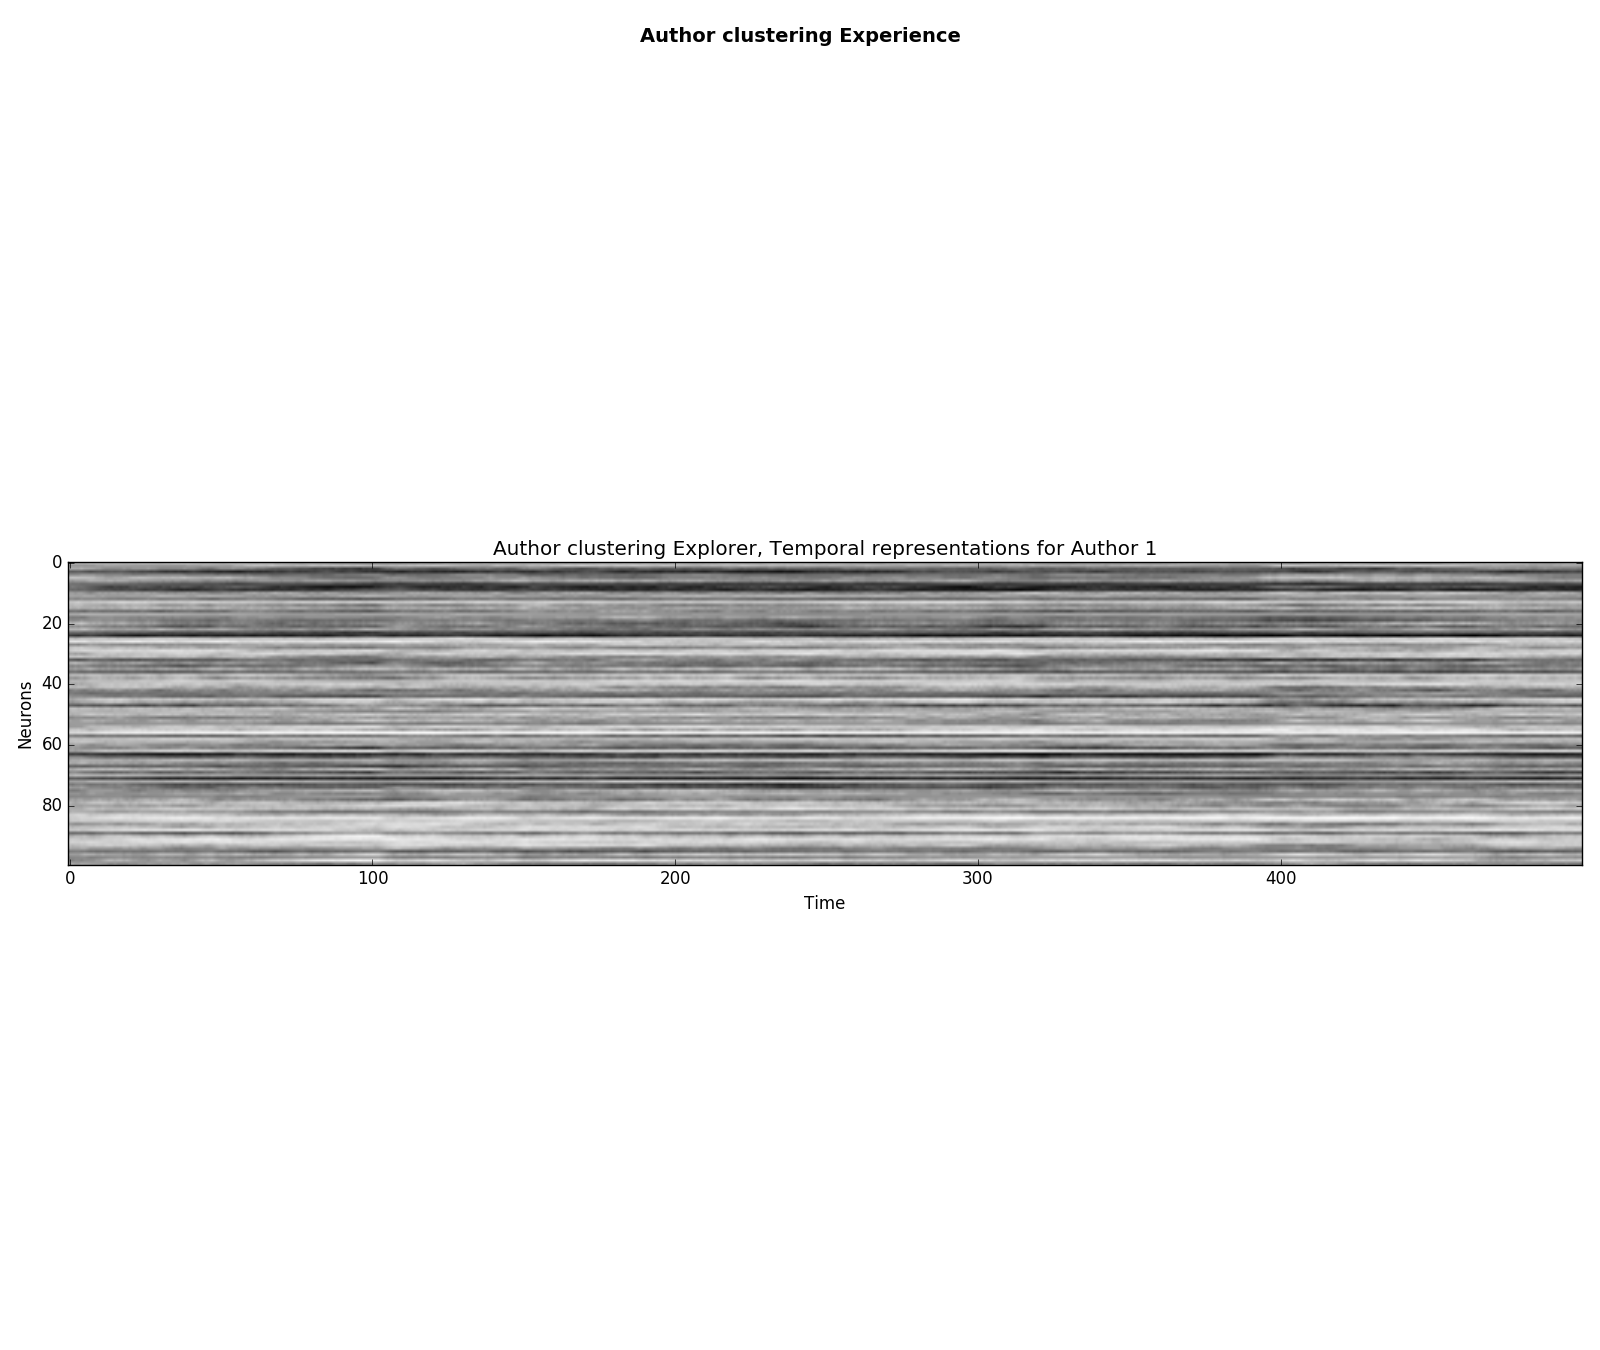 Author clustering Experience
Author clustering Explorer, Temporal representations for Author 1
0
20
40
60
80
Neurons
0 100 200 300 400
Time